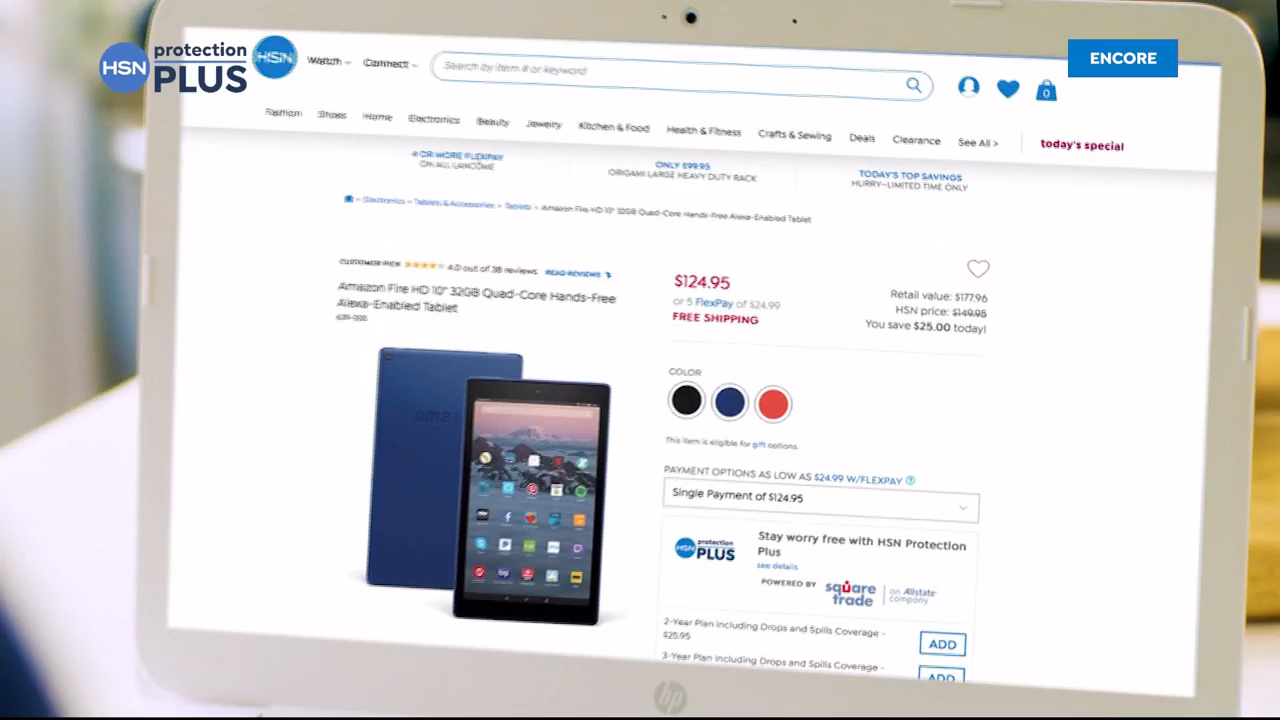 HSN protection PLUS
ENCORE
HSN
Watch
Connect
Search by item # or keyword
0
Fashion
Shoes
Home
Electronics
Beauty
Jewelry
Kitchen & Food
Health & Fitness
Crafts & Sewing
Deals
Clearance
See All >
today's special
4 OR MORE FLEXPAY
ON ALL LANCOME
ONLY $99.95
ORIGAMI LARGE HEAVY DUTY RACK
TODAY'S TOP SAVINGS
HURRY–LIMITED TIME ONLY
Electronics > Tablets & Accessories > Tablets > Amazon Fire HD 10" 32GB Quad-Core Hands-Free Alexa-Enabled Tablet
CUSTOMER PICK 4.0 out of 38 reviews READ REVIEWS
Amazon Fire HD 10" 32GB Quad-Core Hands-Free
Alexa-Enabled Tablet
$124.95
or 5 FlexPay of $24.99
FREE SHIPPING
Retail value: $177.96
HSN price: $149.95
You save $25.00 today!
COLOR
This item is eligible for gift options.
PAYMENT OPTIONS AS LOW AS $24.99 W/FLEXPAY ?
Single Payment of $124.95
HSN protection PLUS
Stay worry free with HSN Protection
Plus
see details
POWERED BY square trade | an Allstate company
2-Year Plan including Drops and Spills Coverage -
$25.95
ADD
3-Year Plan including Drops and Spills Coverage -
ADD
amaz
hp